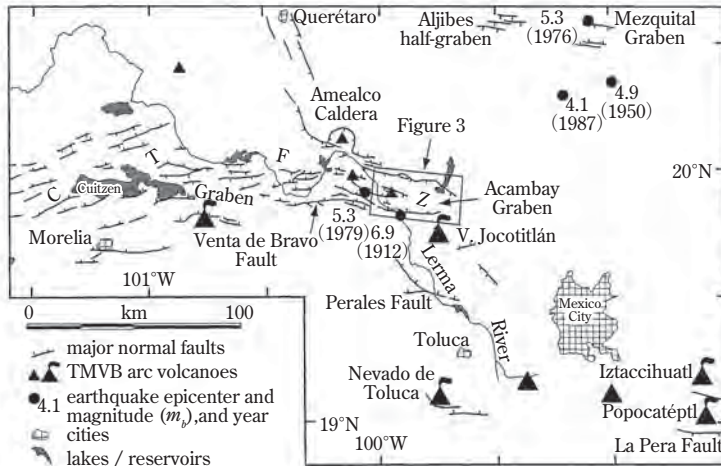 Querétaro
Aljibes
half-graben
5.3
(1976)
Mezquital
Graben
4.1
(1987)
4.9
(1950)
Amealco
Caldera
Figure 3
20°N
C T F Z
Cuitzen
Graben
Acambay
Graben
Morelia
Venta de Bravo
Fault
5.3
(1979)
6.9
(1912)
V. Jocotitlán
101°W
Lerma
River
Perales Fault
Mexico
City
Toluca
Nevado de
Toluca
Iztaccihuatl
Popocatéptl
19°N
100°W
La Pera Fault
0 100
km
major normal faults
TMVB arc volcanoes
4.1 earthquake epicenter and
magnitude (m_b),and year
cities
lakes / reservoirs